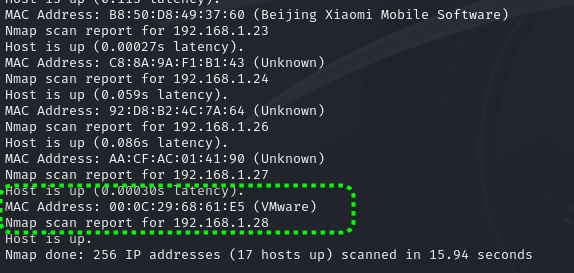 Host is up (0.11s latency).
MAC Address: B8:50:D8:49:37:60 (Beijing Xiaomi Mobile Software)
Nmap scan report for 192.168.1.23
Host is up (0.00027s latency).
MAC Address: C8:8A:9A:F1:B1:43 (Unknown)
Nmap scan report for 192.168.1.24
Host is up (0.059s latency).
MAC Address: 92:D8:B2:4C:7A:64 (Unknown)
Nmap scan report for 192.168.1.26
Host is up (0.086s latency).
MAC Address: AA:CF:AC:01:41:90 (Unknown)
Nmap scan report for 192.168.1.27
Host is up (0.00030s latency).
MAC Address: 00:0C:29:68:61:E5 (VMware)
Nmap scan report for 192.168.1.28
Host is up.
Nmap done: 256 IP addresses (17 hosts up) scanned in 15.94 seconds